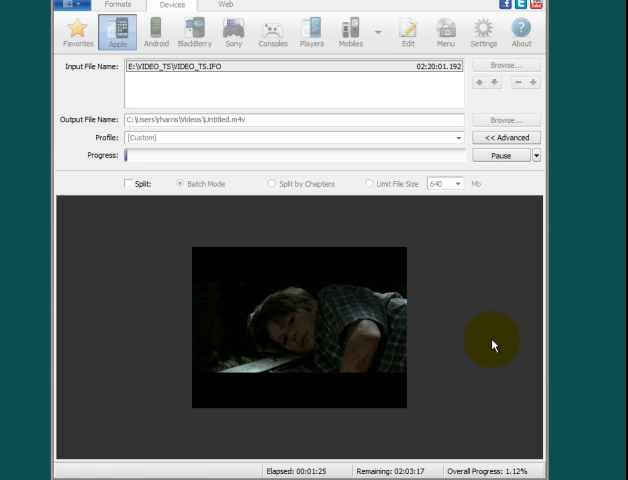 Formats Devices Web
Favorites Apple Android BlackBerry Sony Consoles Players Mobiles Edit Menu Settings About
Input File Name: E:\VIDEO_TS\VIDEO_TS.IFO 02:20:01.192 Browse...
Output File Name: C:\Users\rharris\Videos\Untitled.m4v Browse...
Profile: [Custom] << Advanced
Progress: Pause
Split: Batch Mode Split by Chapters Limit File Size 640 Mb
Elapsed: 00:01:25 Remaining: 02:03:17 Overall Progress: 1.12%